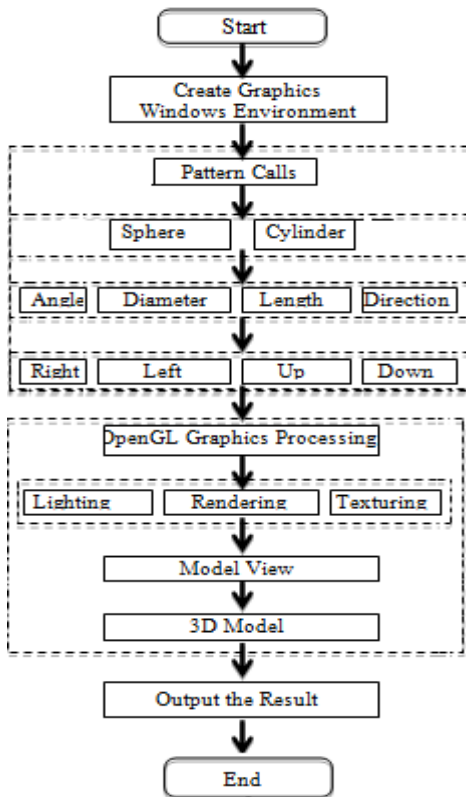 Start
Create Graphics
Windows Environment
Pattern Calls
Sphere Cylinder
Angle Diameter Length Direction
Right Left Up Down
OpenGL Graphics Processing
Lighting Rendering Texturing
Model View
3D Model
Output the Result
End